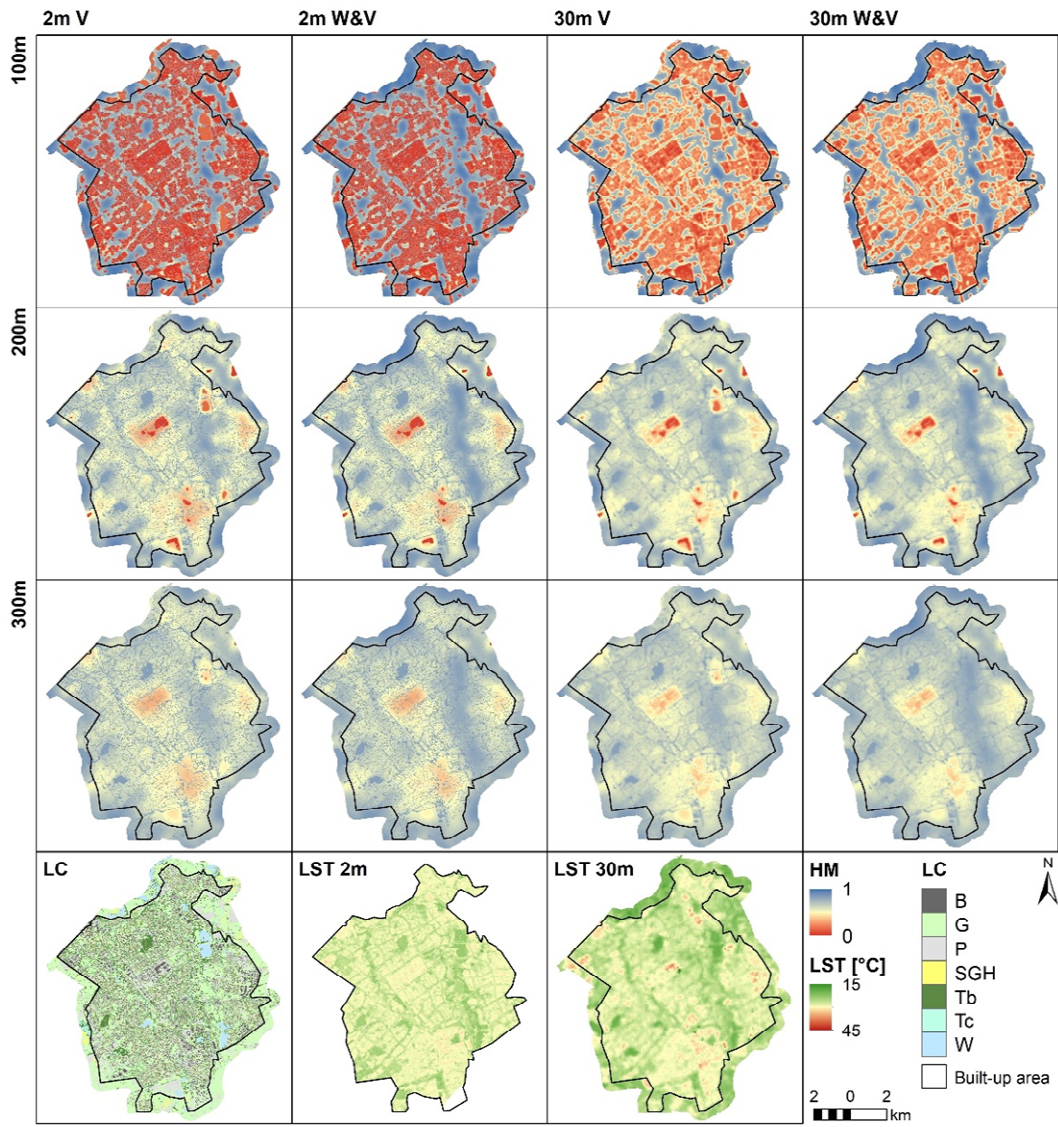 2m V
2m W&V
30m V
30m W&V
100m
200m
300m
LC
LST 2m
LST 30m
HM
1
0
LST [°C]
15
45
LC
B
G
P
SGH
Tb
Tc
W
Built-up area
N
2 0 2
km